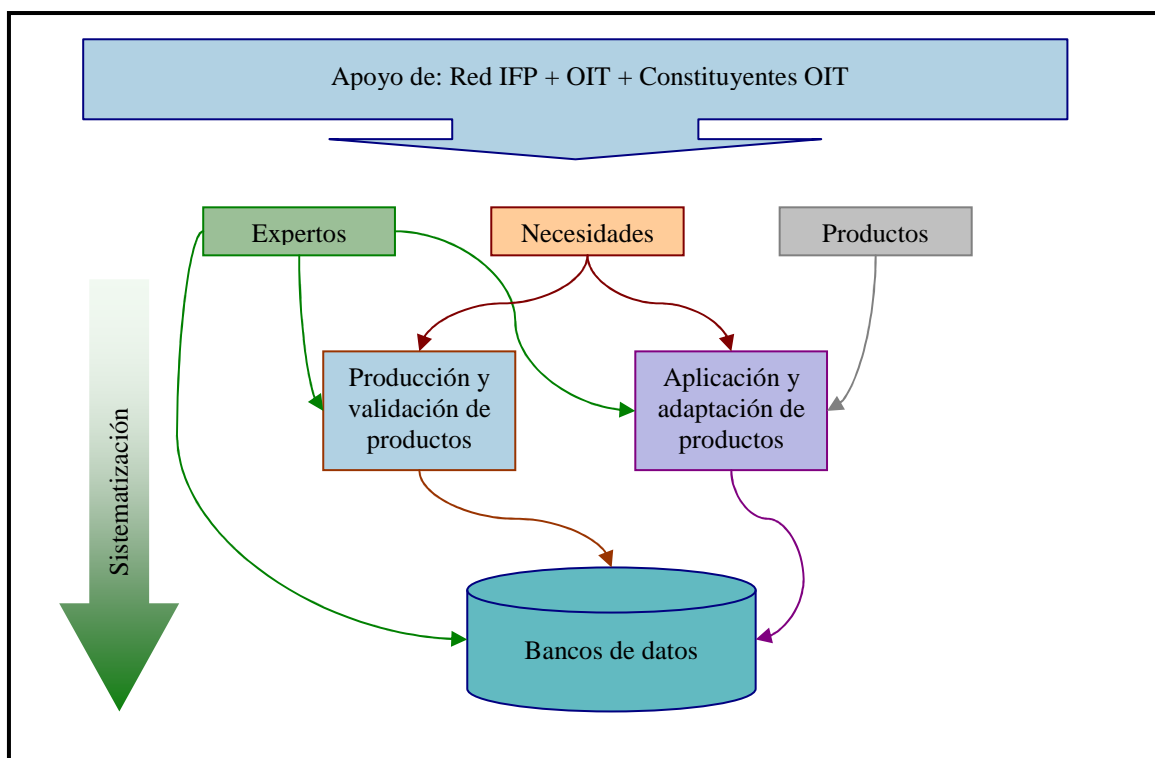 Apoyo de: Red IFP + OIT + Constituyentes OIT
Expertos
Necesidades
Productos
Producción y
validación de
productos
Aplicación y
adaptación de
productos
Sistematización
Bancos de datos